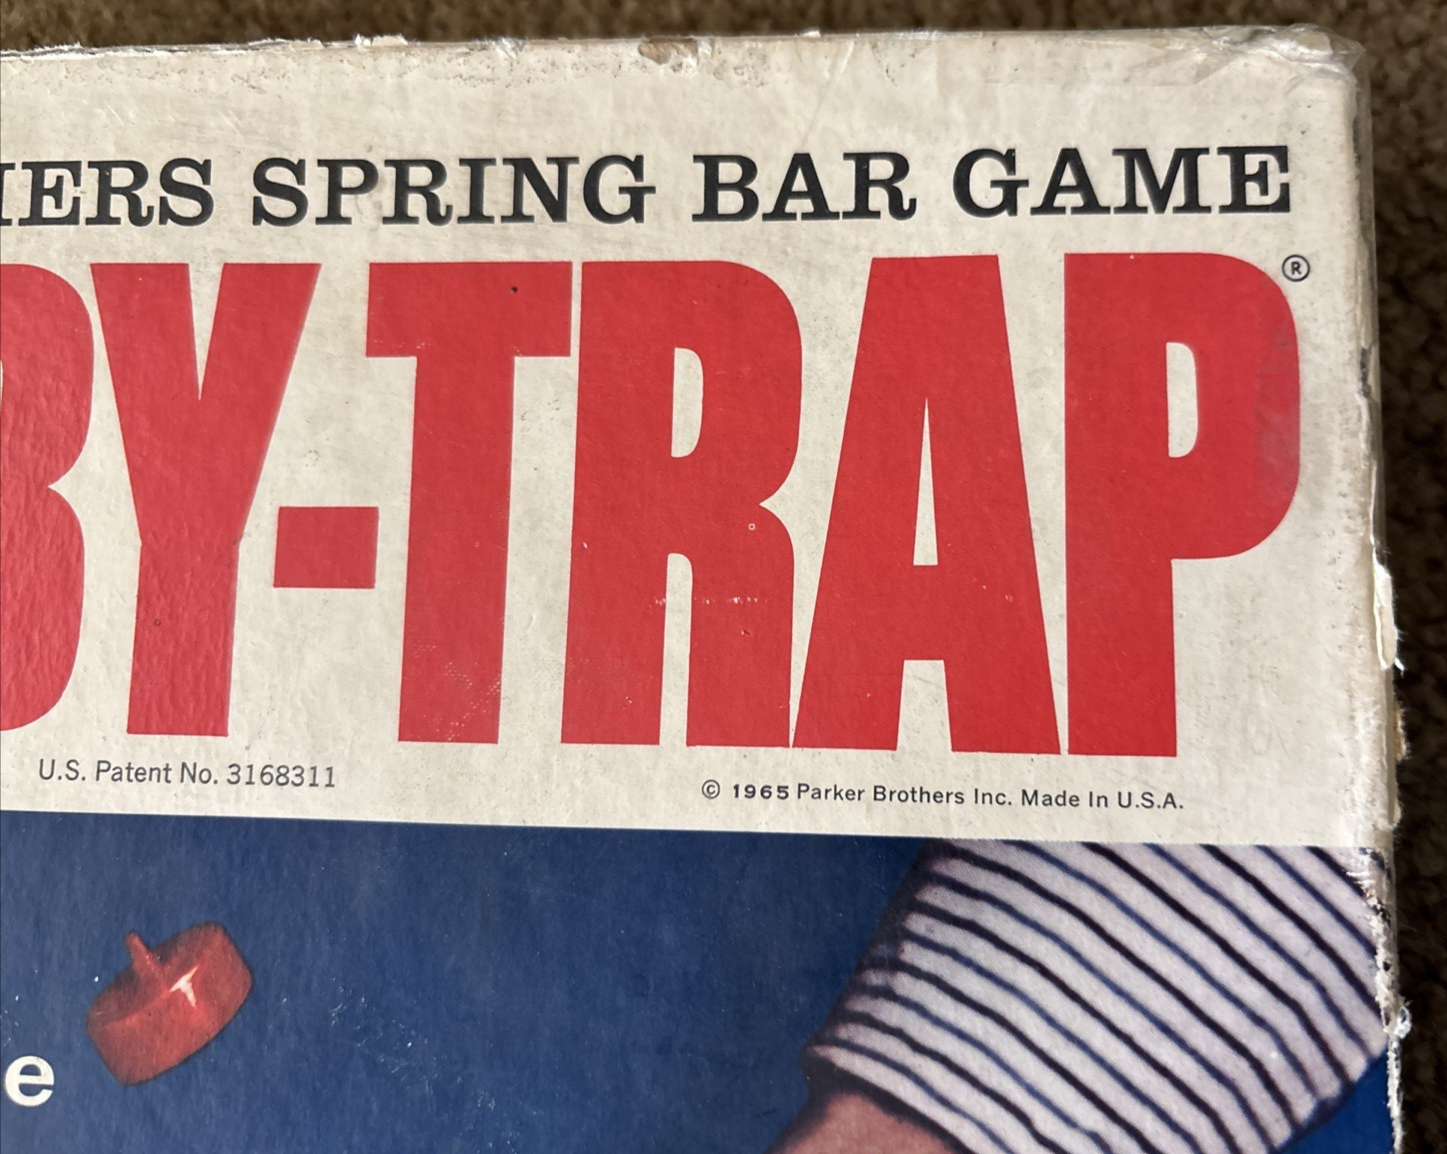 IERS SPRING BAR GAME
BY-TRAP®
U.S. Patent No. 3168311
© 1965 Parker Brothers Inc. Made In U.S.A.
e